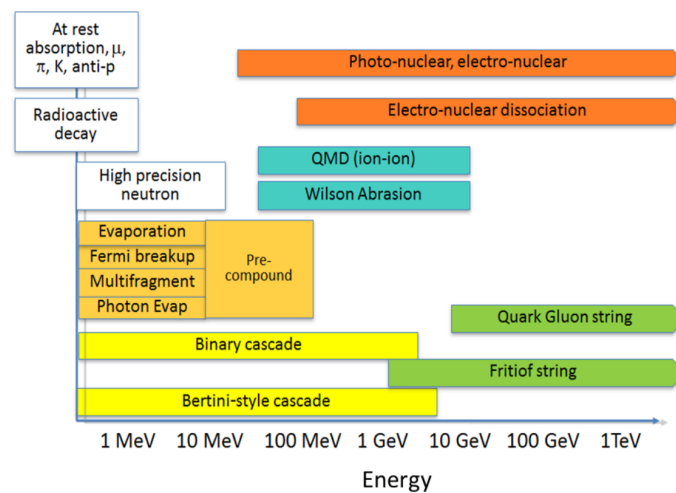 At rest
absorption, μ,
π, K, anti-p
Photo-nuclear, electro-nuclear
Radioactive
decay
Electro-nuclear dissociation
QMD (ion-ion)
High precision
neutron
Wilson Abrasion
Evaporation
Fermi breakup
Multifragment
Photon Evap
Pre-
compound
Quark Gluon string
Binary cascade
Fritiof string
Bertini-style cascade
1 MeV 10 MeV 100 MeV 1 GeV 10 GeV 100 GeV 1TeV
Energy